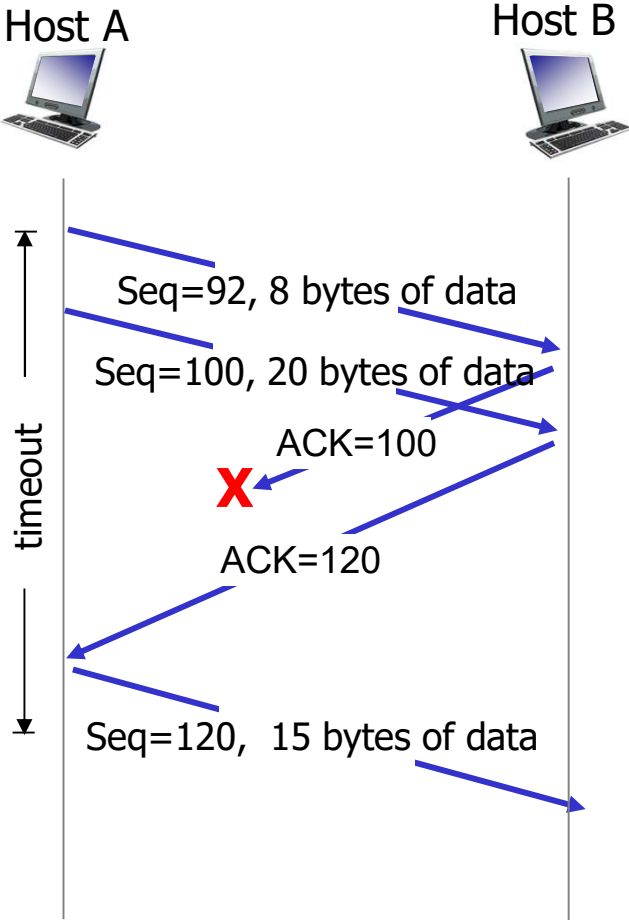 Host A
Host B
Seq=92, 8 bytes of data
Seq=100, 20 bytes of data
ACK=100
X
timeout
ACK=120
Seq=120, 15 bytes of data